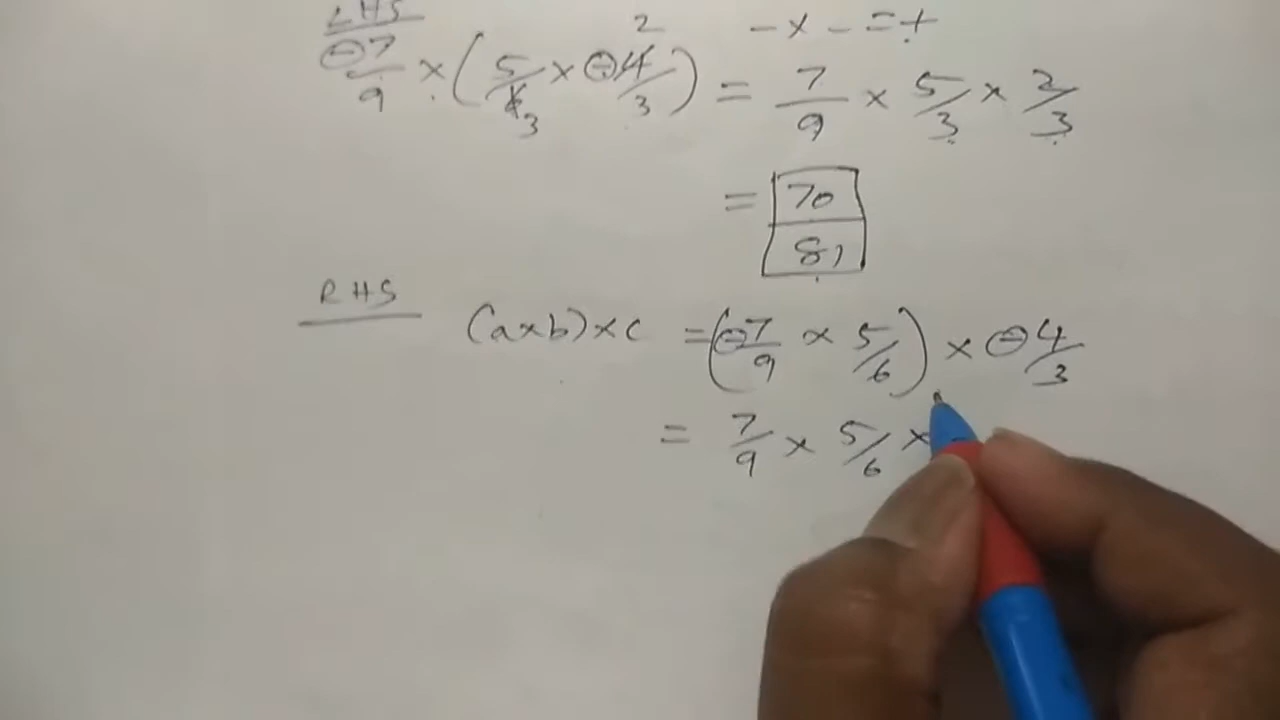 LHS
-7/9 × (5/6 3 × -4/3 2) = 7/9 × 5/3 × 2/3
- × - = +
= 70/81
RHS
(a×b)×c = (-7/9 × 5/6) × -4/3
= 7/9 × 5/6 ×